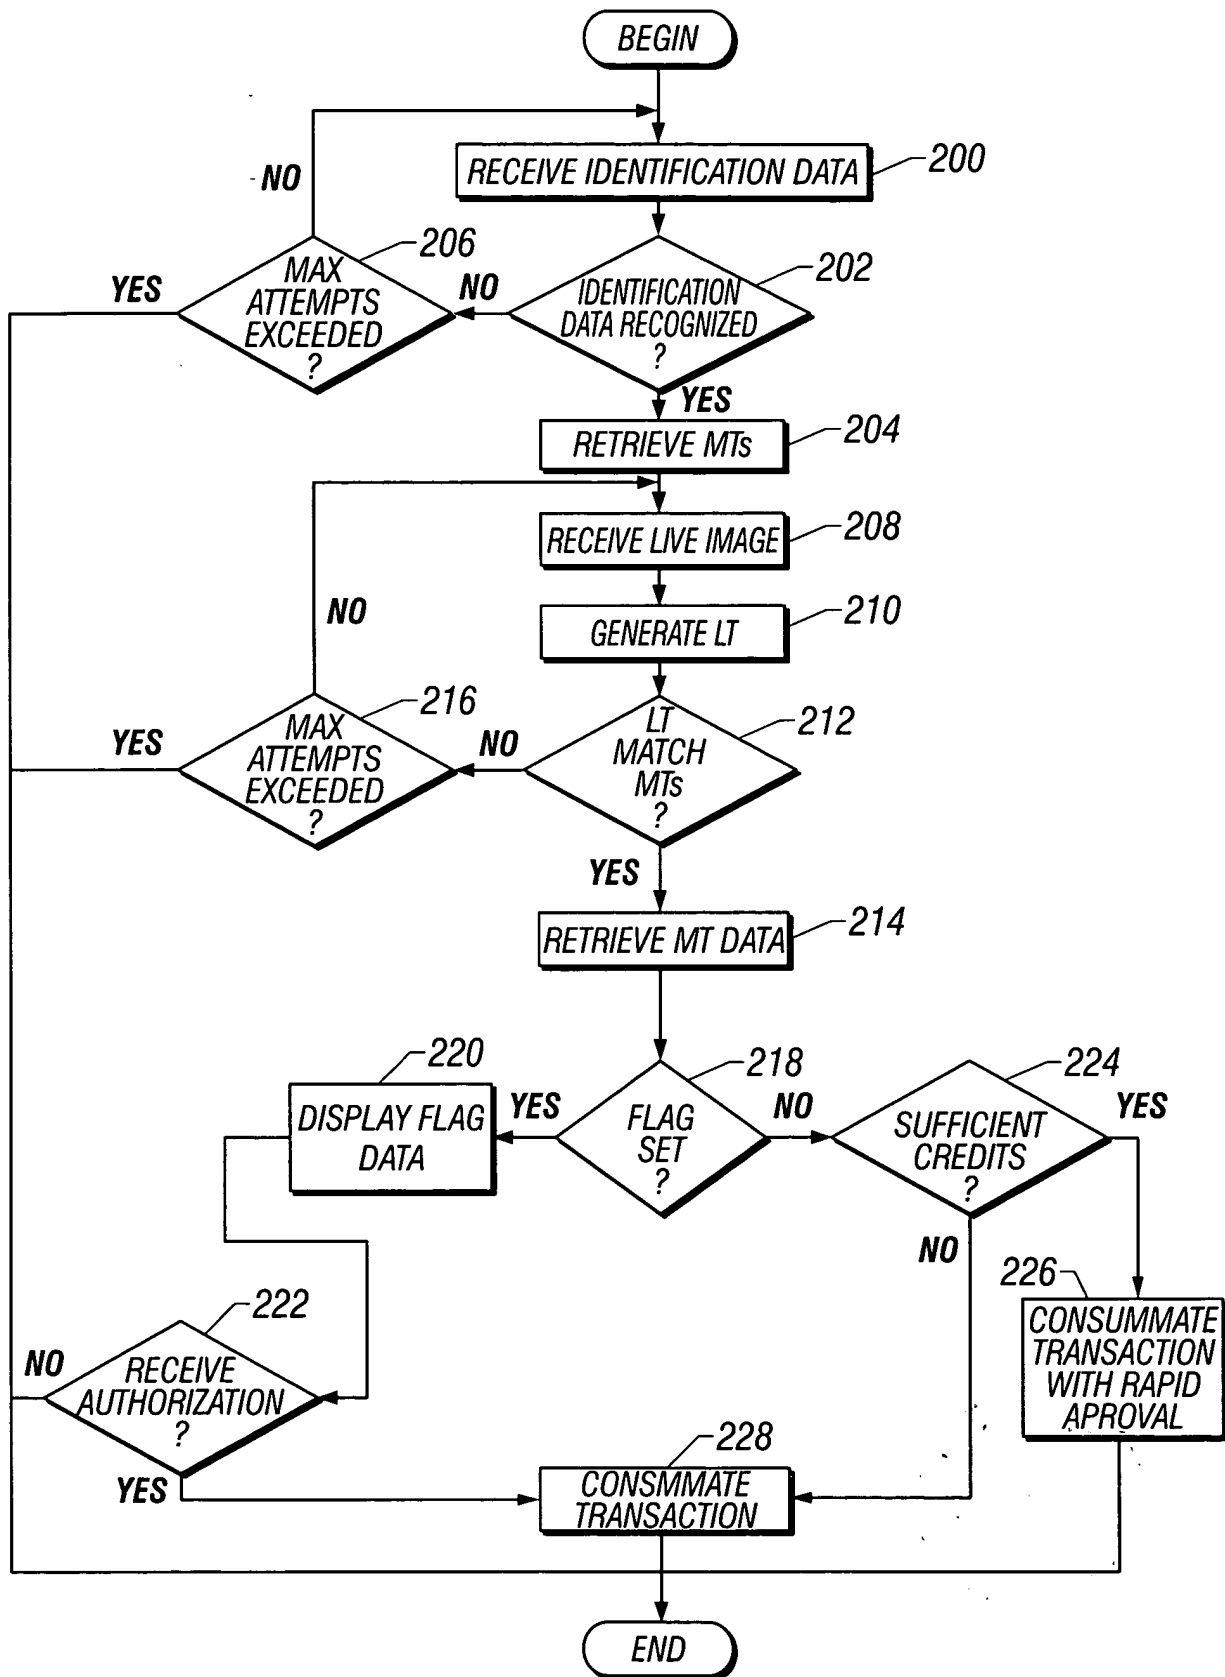 BEGIN
RECEIVE IDENTIFICATION DATA
200
NO
206
MAX
ATTEMPTS
EXCEEDED
?
YES
NO
202
IDENTIFICATION
DATA RECOGNIZED
?
YES
RETRIEVE MTs
204
RECEIVE LIVE IMAGE
208
NO
GENERATE LT
210
216
MAX
ATTEMPTS
EXCEEDED
?
YES
NO
212
LT
MATCH
MTs
?
YES
RETRIEVE MT DATA
214
220
DISPLAY FLAG
DATA
YES
218
FLAG
SET
?
NO
224
SUFFICIENT
CREDITS
?
YES
NO
226
CONSUMMATE
TRANSACTION
WITH RAPID
APROVAL
222
NO
RECEIVE
AUTHORIZATION
?
YES
228
CONSMMATE
TRANSACTION
END